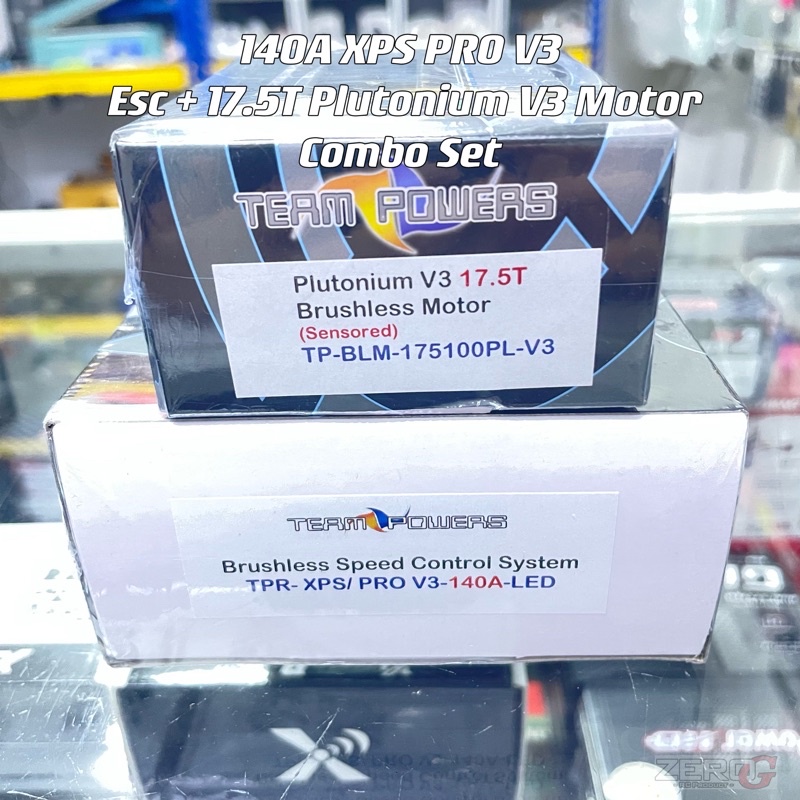 140A XPS PRO V3
Esc + 17.5T Plutonium V3 Motor
Combo Set
TEAM POWERS
Plutonium V3 17.5T
Brushless Motor
(Sensored)
TP-BLM-175100PL-V3
TEAM POWERS
Brushless Speed Control System
TPR- XPS/ PRO V3-140A-LED
X
ZERO G
RC Product